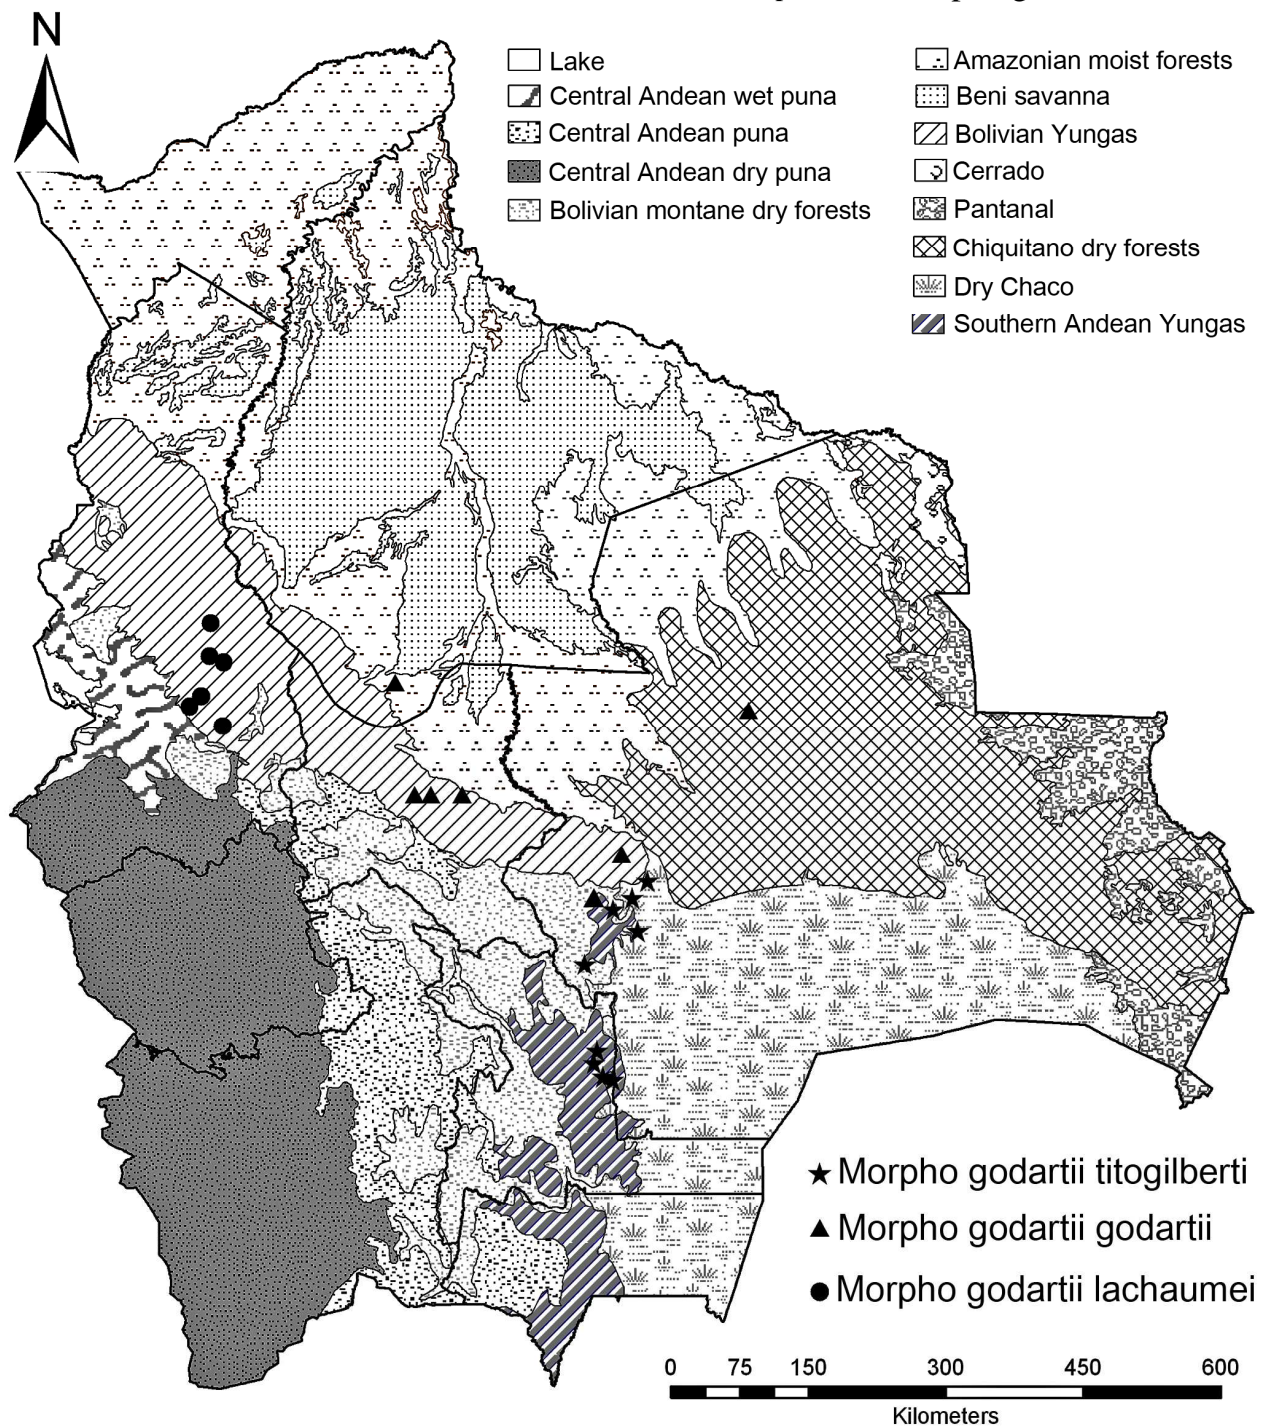 N
Lake
Central Andean wet puna
Central Andean puna
Central Andean dry puna
Bolivian montane dry forests
Amazonian moist forests
Beni savanna
Bolivian Yungas
Cerrado
Pantanal
Chiquitano dry forests
Dry Chaco
Southern Andean Yungas
Morpho godartii titogilberti
Morpho godartii godartii
Morpho godartii lachaumei
0 75 150 300 450 600
Kilometers